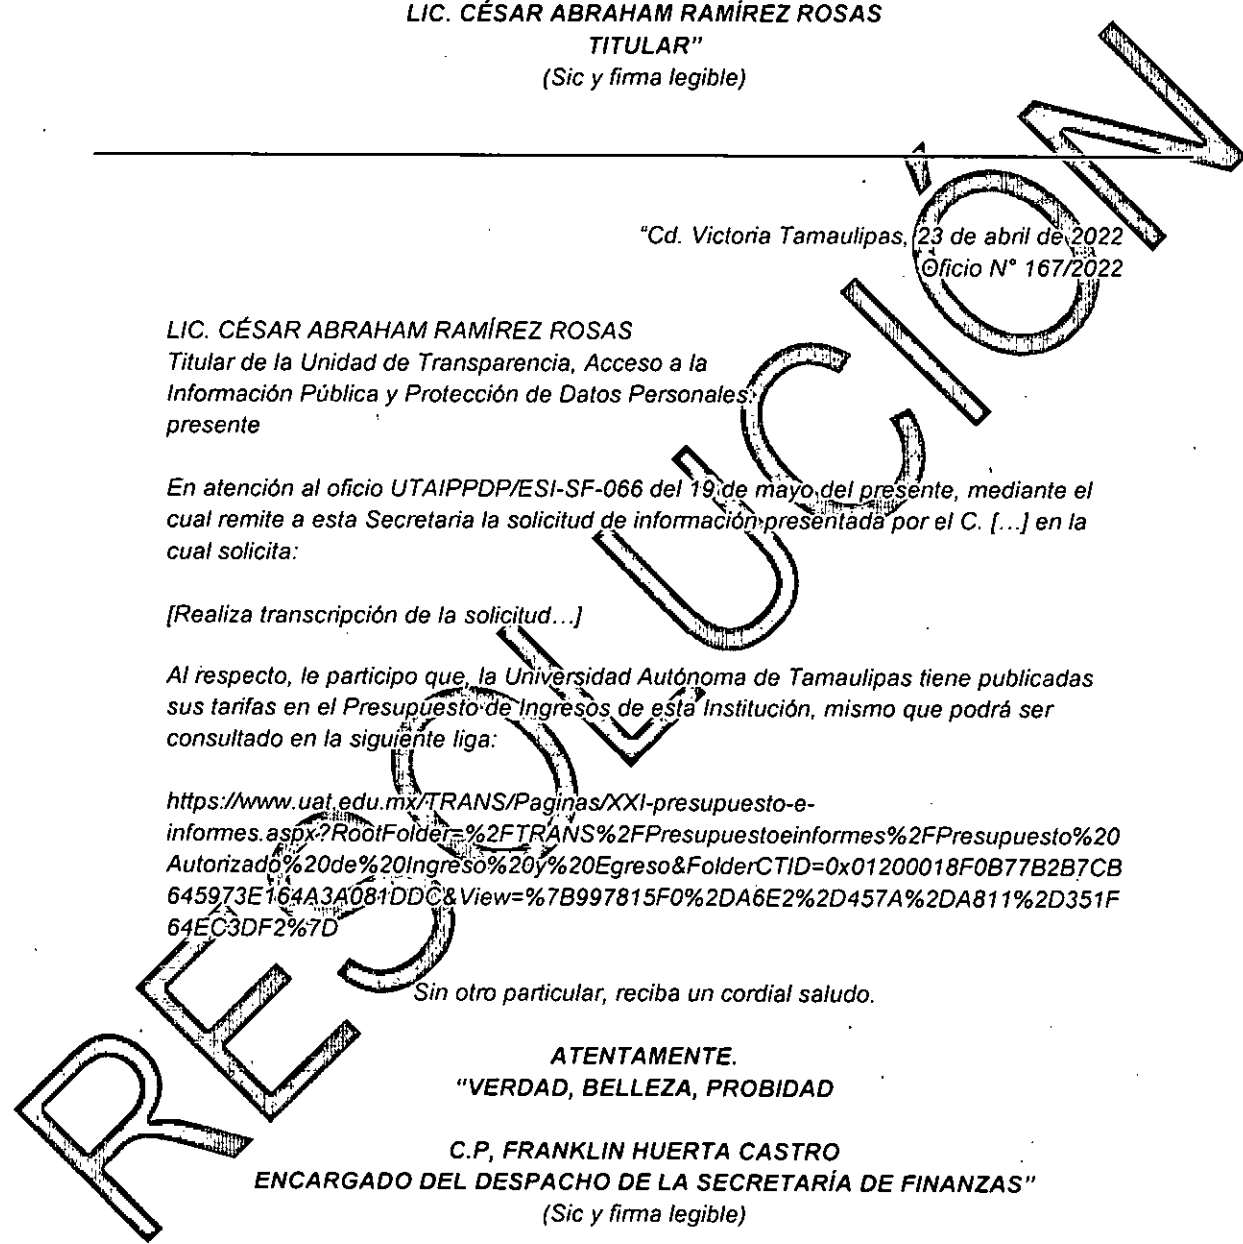 LIC. CÉSAR ABRAHAM RAMÍREZ ROSAS
TITULAR"
(Sic y firma legible)
"Cd. Victoria Tamaulipas, 23 de abril de 2022
Oficio N° 167/2022
LIC. CÉSAR ABRAHAM RAMÍREZ ROSAS
Titular de la Unidad de Transparencia, Acceso a la
Información Pública y Protección de Datos Personales.
presente
En atención al oficio UTAIPPDP/ESI-SF-066 del 19 de mayo del presente, mediante el
cual remite a esta Secretaria la solicitud de información presentada por el C. [...] en la
cual solicita:
[Realiza transcripción de la solicitud...]
Al respecto, le participo que, la Universidad Autónoma de Tamaulipas tiene publicadas
sus tarifas en el Presupuesto de Ingresos de esta Institución, mismo que podrá ser
consultado en la siguiente liga:
https://www.uat.edu.mx/TRANS/Paginas/XXI-presupuesto-e-
informes.aspx?RootFolder=%2FTRANS%2FPresupuestoeinformes%2FPresupuesto%20
Autorizado%20de%20Ingreso%20y%20Egreso&FolderCTID=0x01200018F0B77B2B7CB
645973E164A3A081DDC&View=%7B997815F0%2DA6E2%2D457A%2DA811%2D351F
64EC3DF2%7D
Sin otro particular, reciba un cordial saludo.
ATENTAMENTE.
"VERDAD, BELLEZA, PROBIDAD
C.P, FRANKLIN HUERTA CASTRO
ENCARGADO DEL DESPACHO DE LA SECRETARÍA DE FINANZAS"
(Sic y firma legible)
RESOLUCIÓN